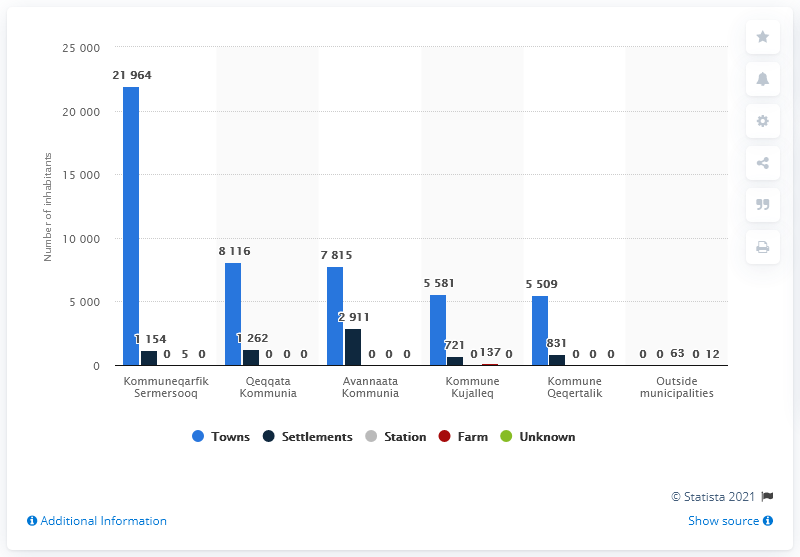 25 000
20 000
15 000
10 000
5 000
0
Number of inhabitants
21 964
1 154
0
5
0
8 116
1 262
0
0
0
7 815
2 911
0
0
0
5 581
721
0
137
0
5 509
831
0
0
0
0
0
63
0
12
Kommuneqarfik
Sermersooq
Qeqqata
Kommunia
Avannaata
Kommunia
Kommune
Kujalleq
Kommune
Qeqertalik
Outside
municipalities
Towns Settlements Station Farm Unknown
© Statista 2021
Additional Information
Show source